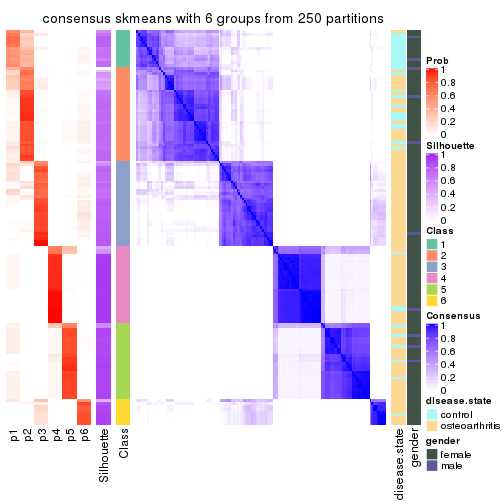 consensus skmeans with 6 groups from 250 partitions
Prob
1
0.8
0.6
0.4
0.2
0
Silhouette
1
0.8
0.6
0.4
0.2
0
Class
1
2
3
4
5
6
Consensus
1
0.8
0.6
0.4
0.2
0
disease.state
control
osteoarthritis
gender
female
male
p1
p2
p3
p4
p5
p6
Silhouette
Class
disease.state
gender